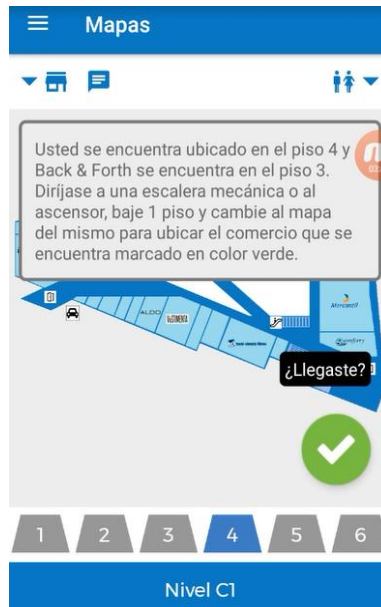 Mapas
Usted se encuentra ubicado en el piso 4 y
Back & Forth se encuentra en el piso 3.
Diríjase a una escalera mecánica o al
ascensor, baje 1 piso y cambie al mapa
del mismo para ubicar el comercio que se
encuentra marcado en color verde.
ALDO
Mercantil
¿Llegaste?
1 2 3 4 5 6
Nivel C1